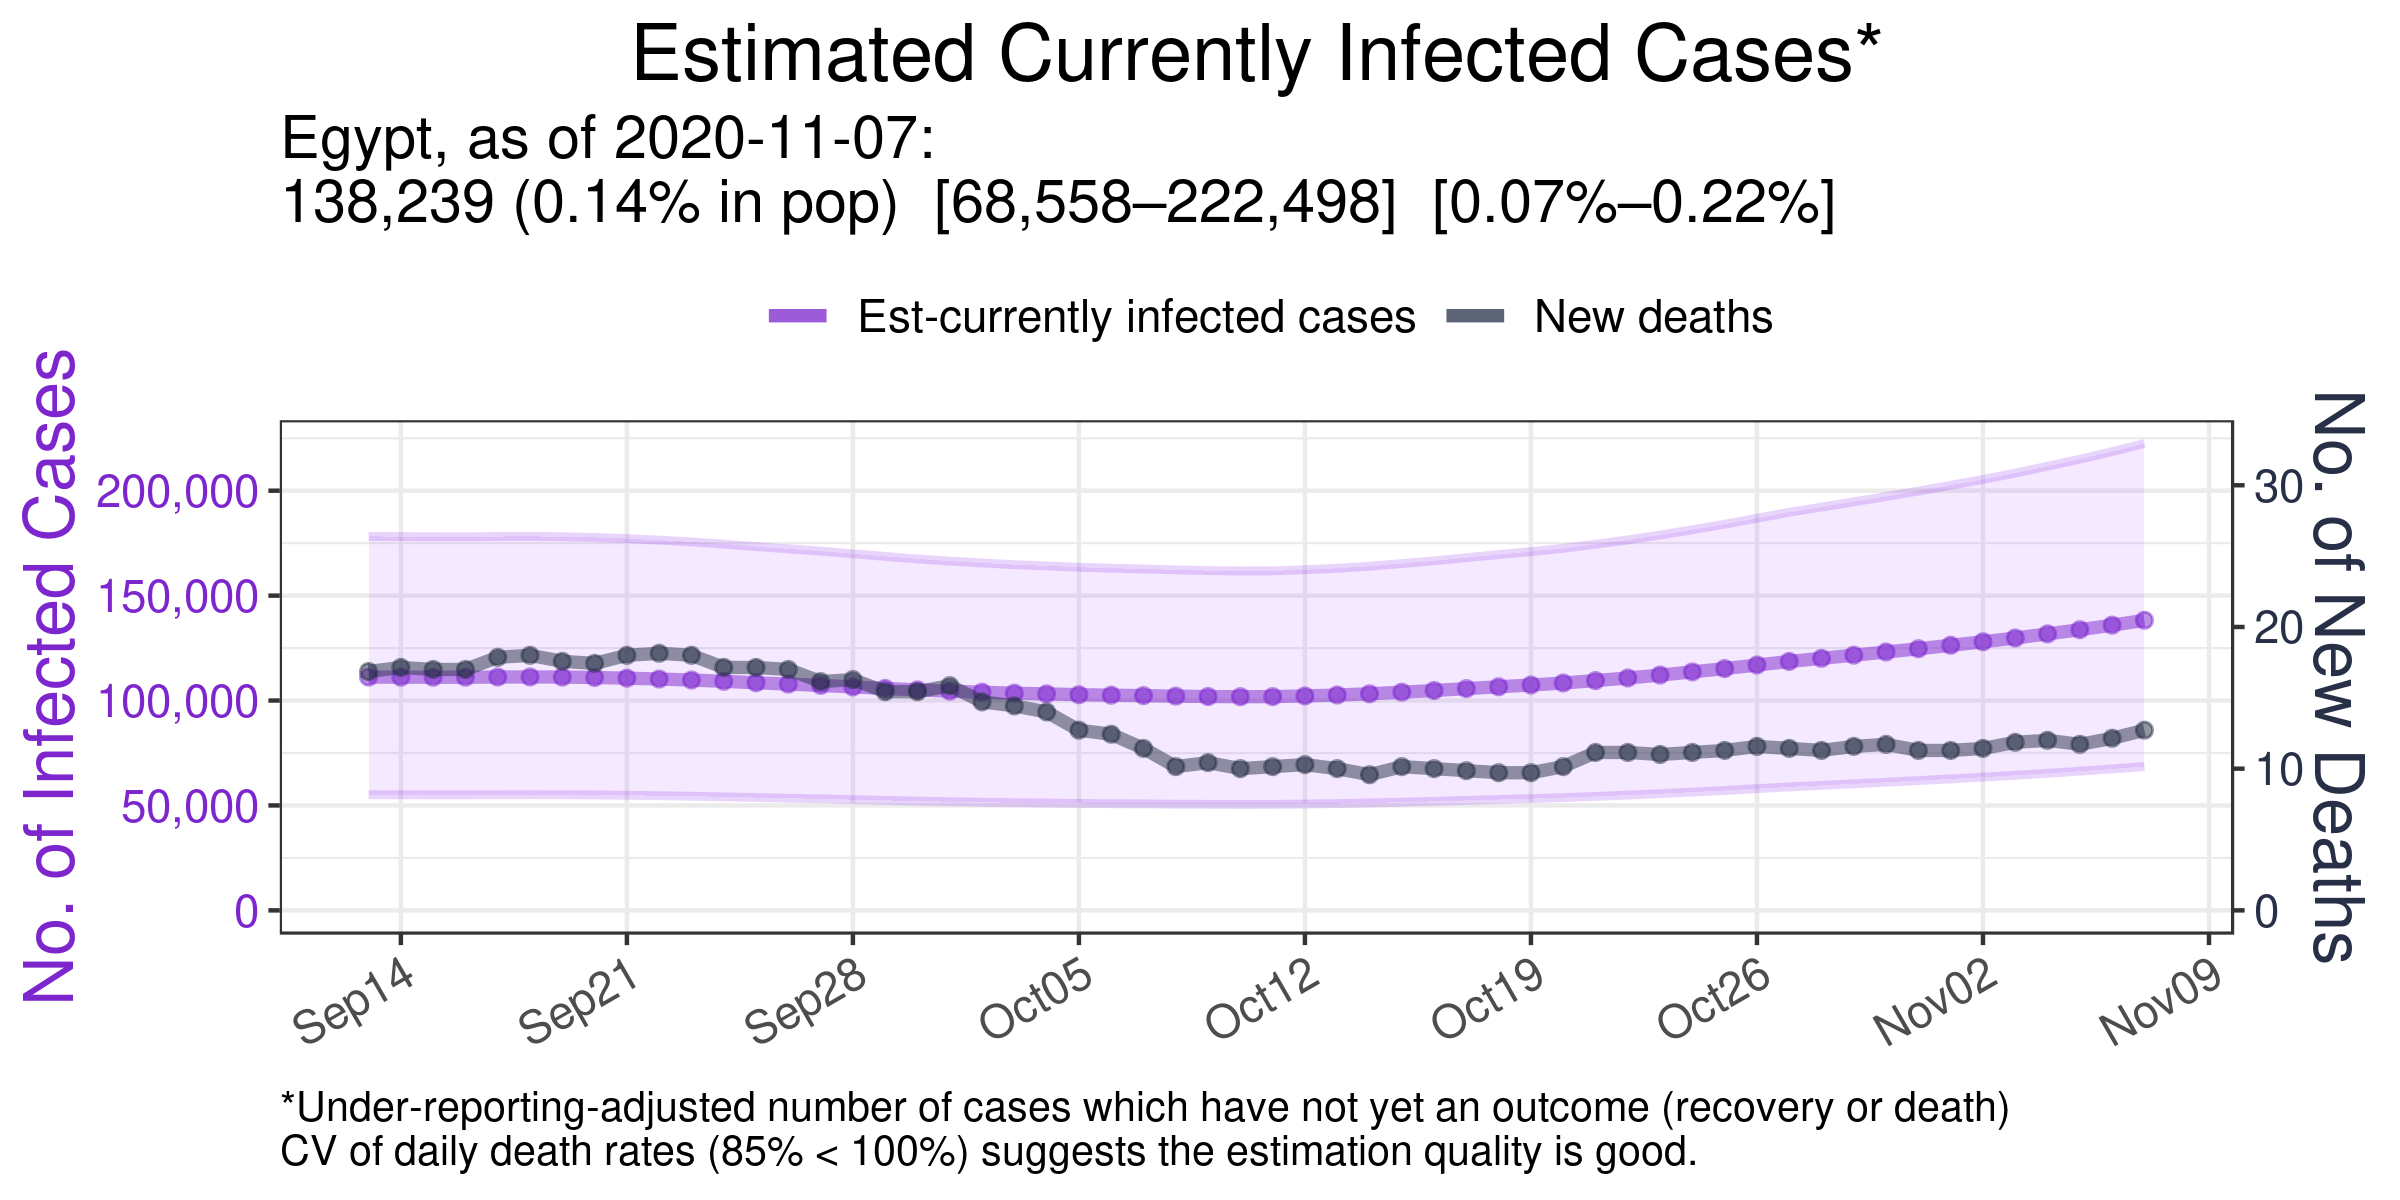 Estimated Currently Infected Cases*
Egypt, as of 2020-11-07:
138,239 (0.14% in pop)  [68,558–222,498]  [0.07%–0.22%]
Est-currently infected cases
New deaths
No. of Infected Cases
200,000
150,000
100,000
50,000
0
30
20
10
0
No. of New Deaths
Sep14
Sep21
Sep28
Oct05
Oct12
Oct19
Oct26
Nov02
Nov09
*Under-reporting-adjusted number of cases which have not yet an outcome (recovery or death)
CV of daily death rates (85% < 100%) suggests the estimation quality is good.